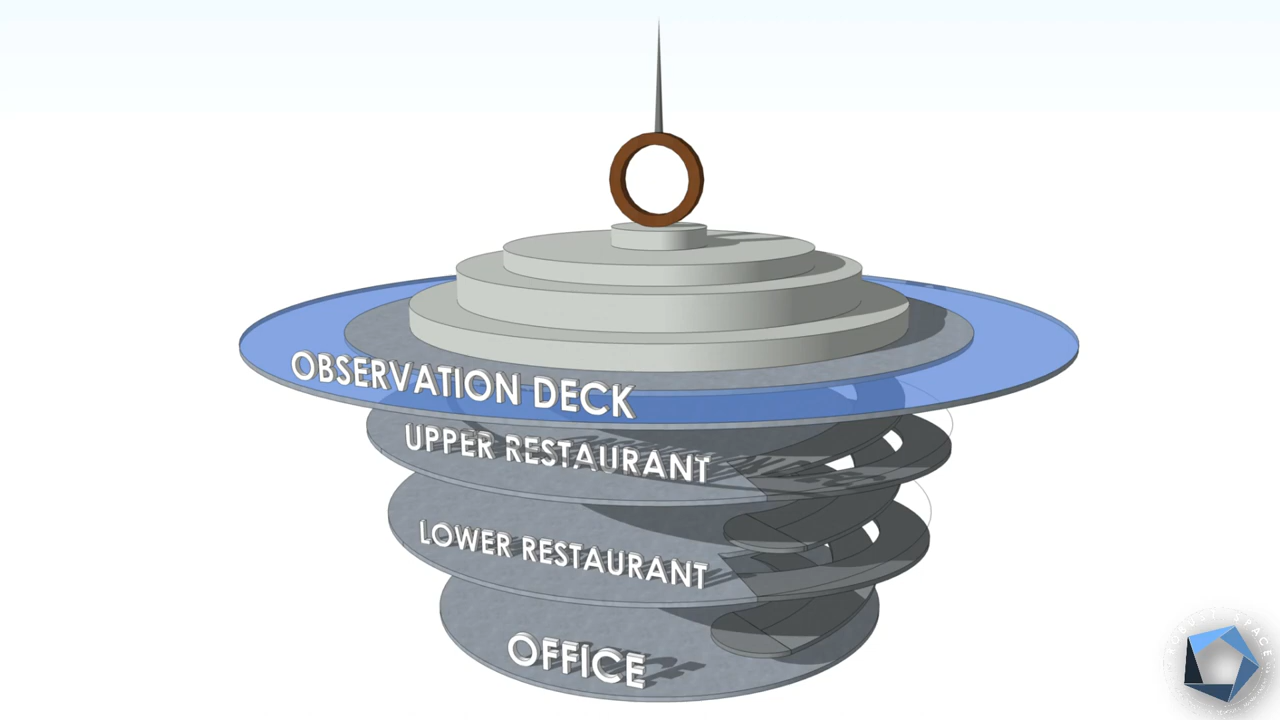 OBSERVATION DECK
UPPER RESTAURANT
LOWER RESTAURANT
OFFICE